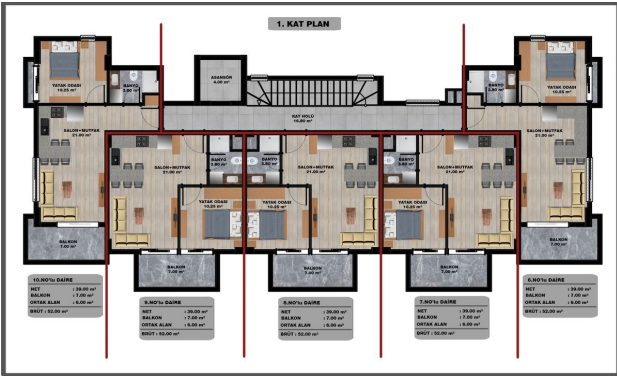 1. KAT PLAN
YATAK ODASI
10.25 m²
BANYO
3.80 m²
ASANSÖR
4.00 m²
BANYO
3.80 m²
YATAK ODASI
10.25 m²
KAT HOLÜ
16.80 m²
SALON+MUTFAK
21.00 m²
SALON+MUTFAK
21.00 m²
BANYO
3.80 m²
BANYO
3.80 m²
SALON+MUTFAK
21.00 m²
BANYO
3.80 m²
SALON+MUTFAK
21.00 m²
SALON+MUTFAK
21.00 m²
YATAK ODASI
10.25 m²
YATAK ODASI
10.25 m²
YATAK ODASI
10.25 m²
BALKON
7.00 m²
BALKON
7.00 m²
BALKON
7.00 m²
BALKON
7.00 m²
BALKON
7.00 m²
10.NO'lu DAİRE
NET : 39.00 m²
BALKON : 7.00 m²
ORTAK ALAN : 6.00 m²
BRÜT : 52.00 m²
9.NO'lu DAİRE
NET : 39.00 m²
BALKON : 7.00 m²
ORTAK ALAN : 6.00 m²
BRÜT : 52.00 m²
8.NO'lu DAİRE
NET : 39.00 m²
BALKON : 7.00 m²
ORTAK ALAN : 6.00 m²
BRÜT : 52.00 m²
7.NO'lu DAİRE
NET : 39.00 m²
BALKON : 7.00 m²
ORTAK ALAN : 6.00 m²
BRÜT : 52.00 m²
6.NO'lu DAİRE
NET : 39.00 m²
BALKON : 7.00 m²
ORTAK ALAN : 6.00 m²
BRÜT : 52.00 m²